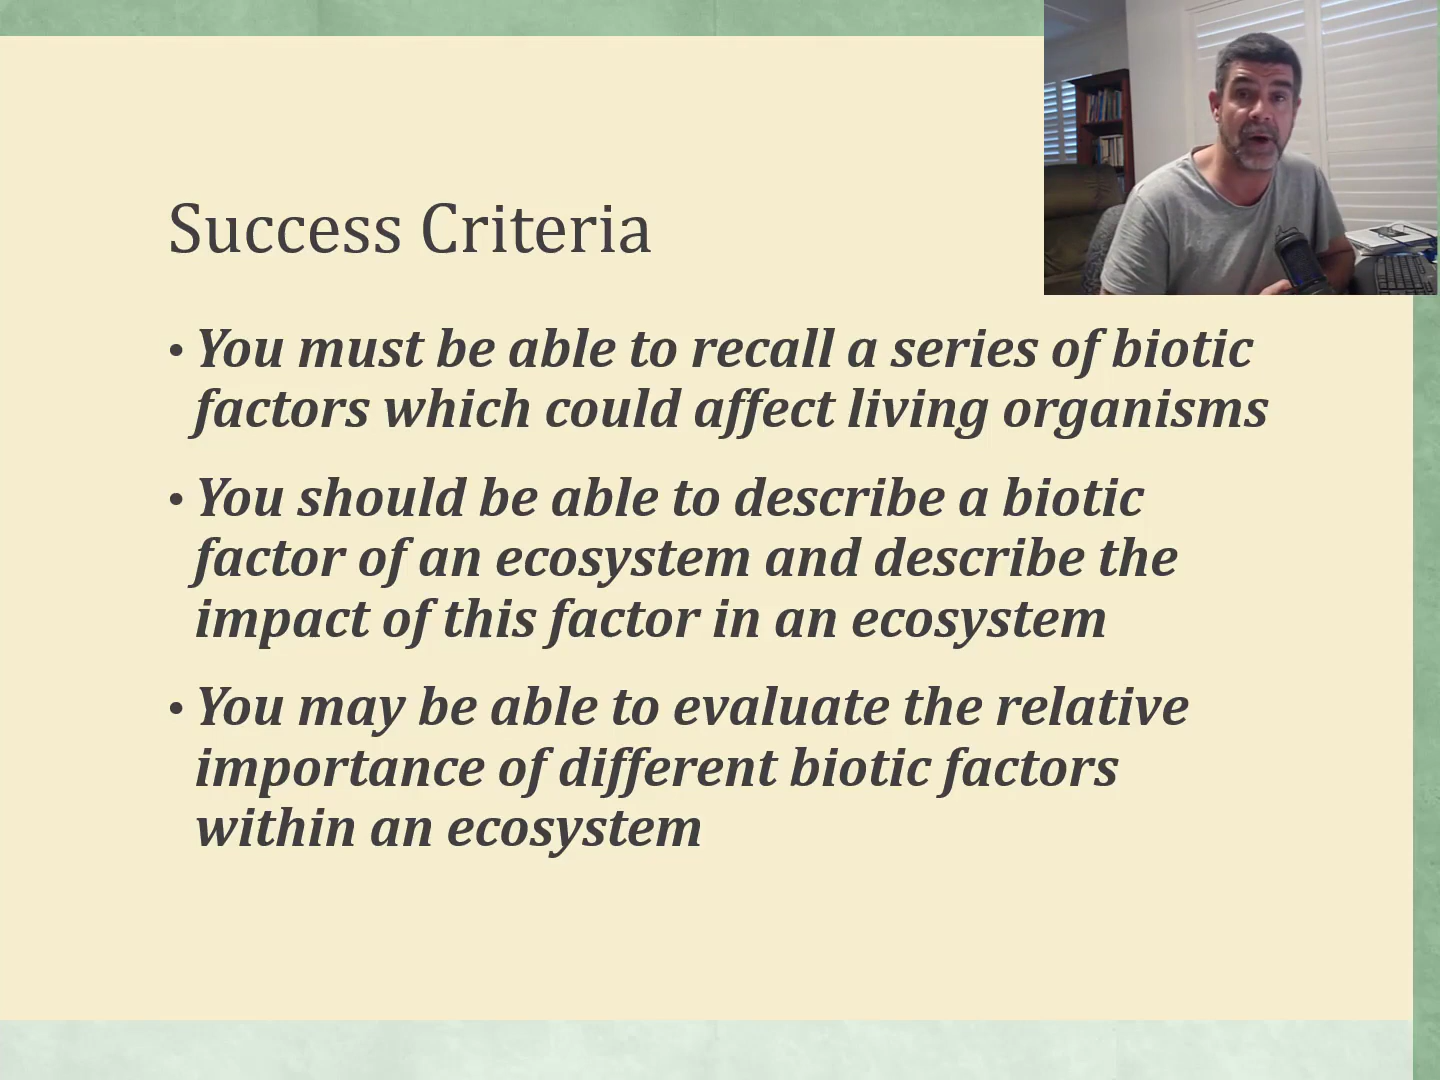 Success Criteria
• You must be able to recall a series of biotic
factors which could affect living organisms
• You should be able to describe a biotic
factor of an ecosystem and describe the
impact of this factor in an ecosystem
• You may be able to evaluate the relative
importance of different biotic factors
within an ecosystem